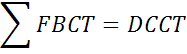 ∑ FBCT = DCCT